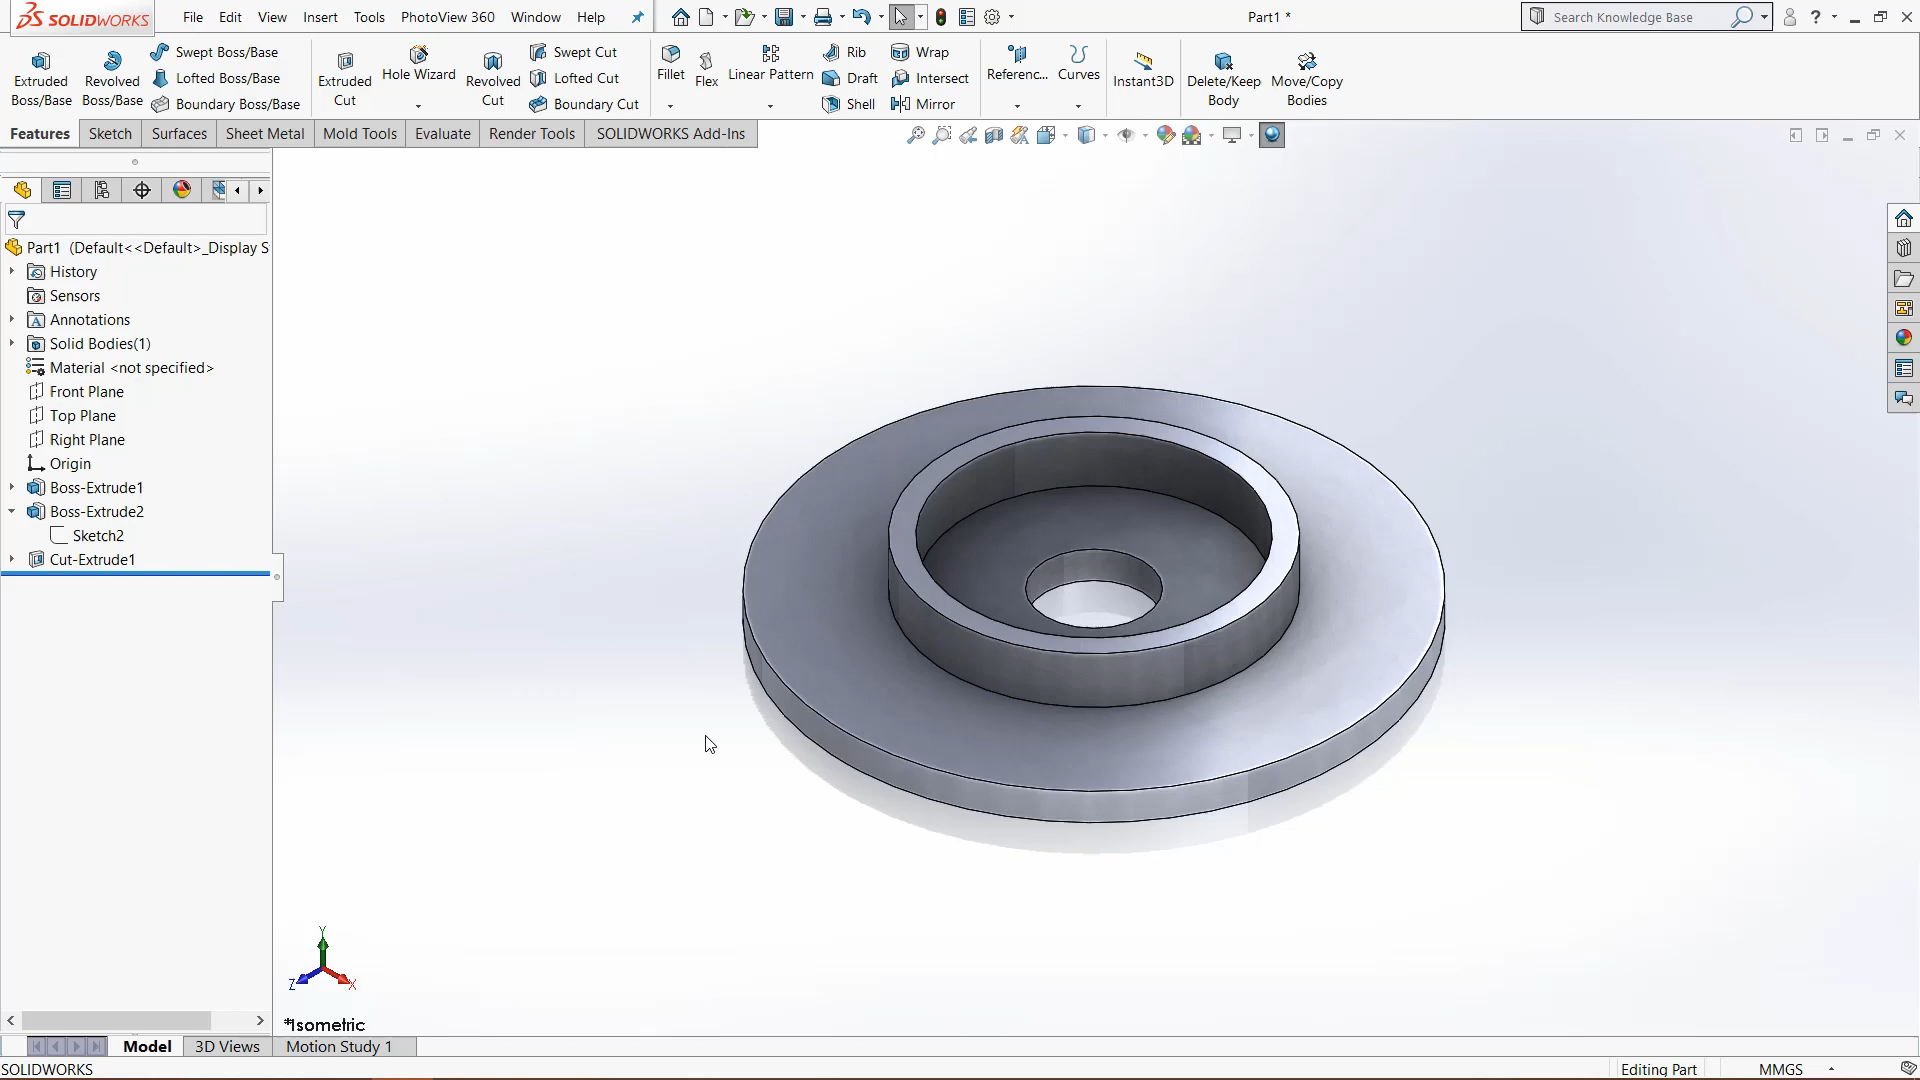 SOLIDWORKS File Edit View Insert Tools PhotoView 360 Window Help Part1 * Search Knowledge Base ?
Extruded Boss/Base
Revolved Boss/Base
Swept Boss/Base
Lofted Boss/Base
Boundary Boss/Base
Extruded Cut
Hole Wizard
Revolved Cut
Swept Cut
Lofted Cut
Boundary Cut
Fillet
Flex
Linear Pattern
Rib
Draft
Shell
Wrap
Intersect
Mirror
Referenc...
Curves
Instant3D
Delete/Keep Body
Move/Copy Bodies
Features Sketch Surfaces Sheet Metal Mold Tools Evaluate Render Tools SOLIDWORKS Add-Ins
Part1 (Default<<Default>_Display S
History
Sensors
Annotations
Solid Bodies(1)
Material <not specified>
Front Plane
Top Plane
Right Plane
Origin
Boss-Extrude1
Boss-Extrude2
Sketch2
Cut-Extrude1
Y
Z X
*Isometric
Model 3D Views Motion Study 1
SOLIDWORKS Editing Part MMGS